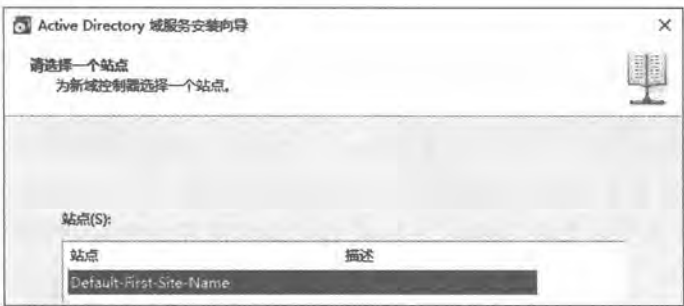 Active Directory 域服务安装向导
请选择一个站点
为新域控制器选择一个站点。
站点(S):
站点 描述
Default-First-Site-Name